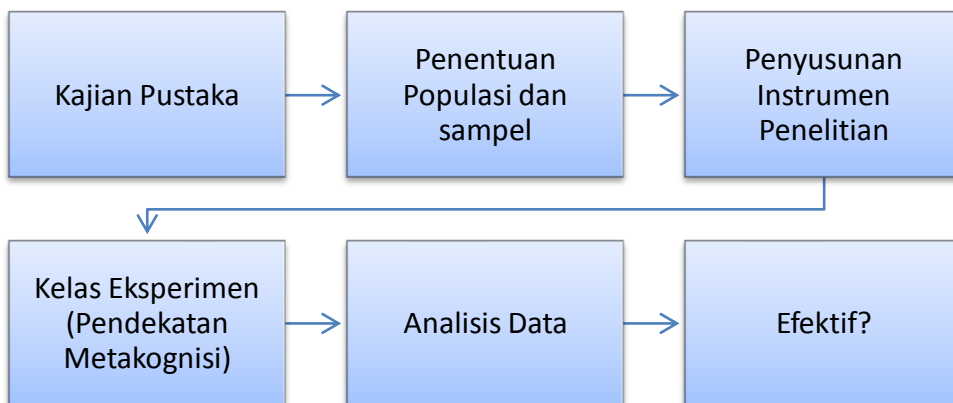 Kajian Pustaka
Penentuan
Populasi dan
sampel
Penyusunan
Instrumen
Penelitian
Kelas Eksperimen
(Pendekatan
Metakognisi)
Analisis Data
Efektif?